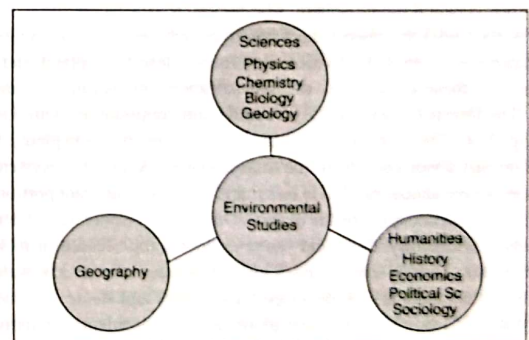 Sciences
Physics
Chemistry
Biology
Geology
Environmental
Studies
Geography
Humanities
History
Economics
Political Sc
Sociology